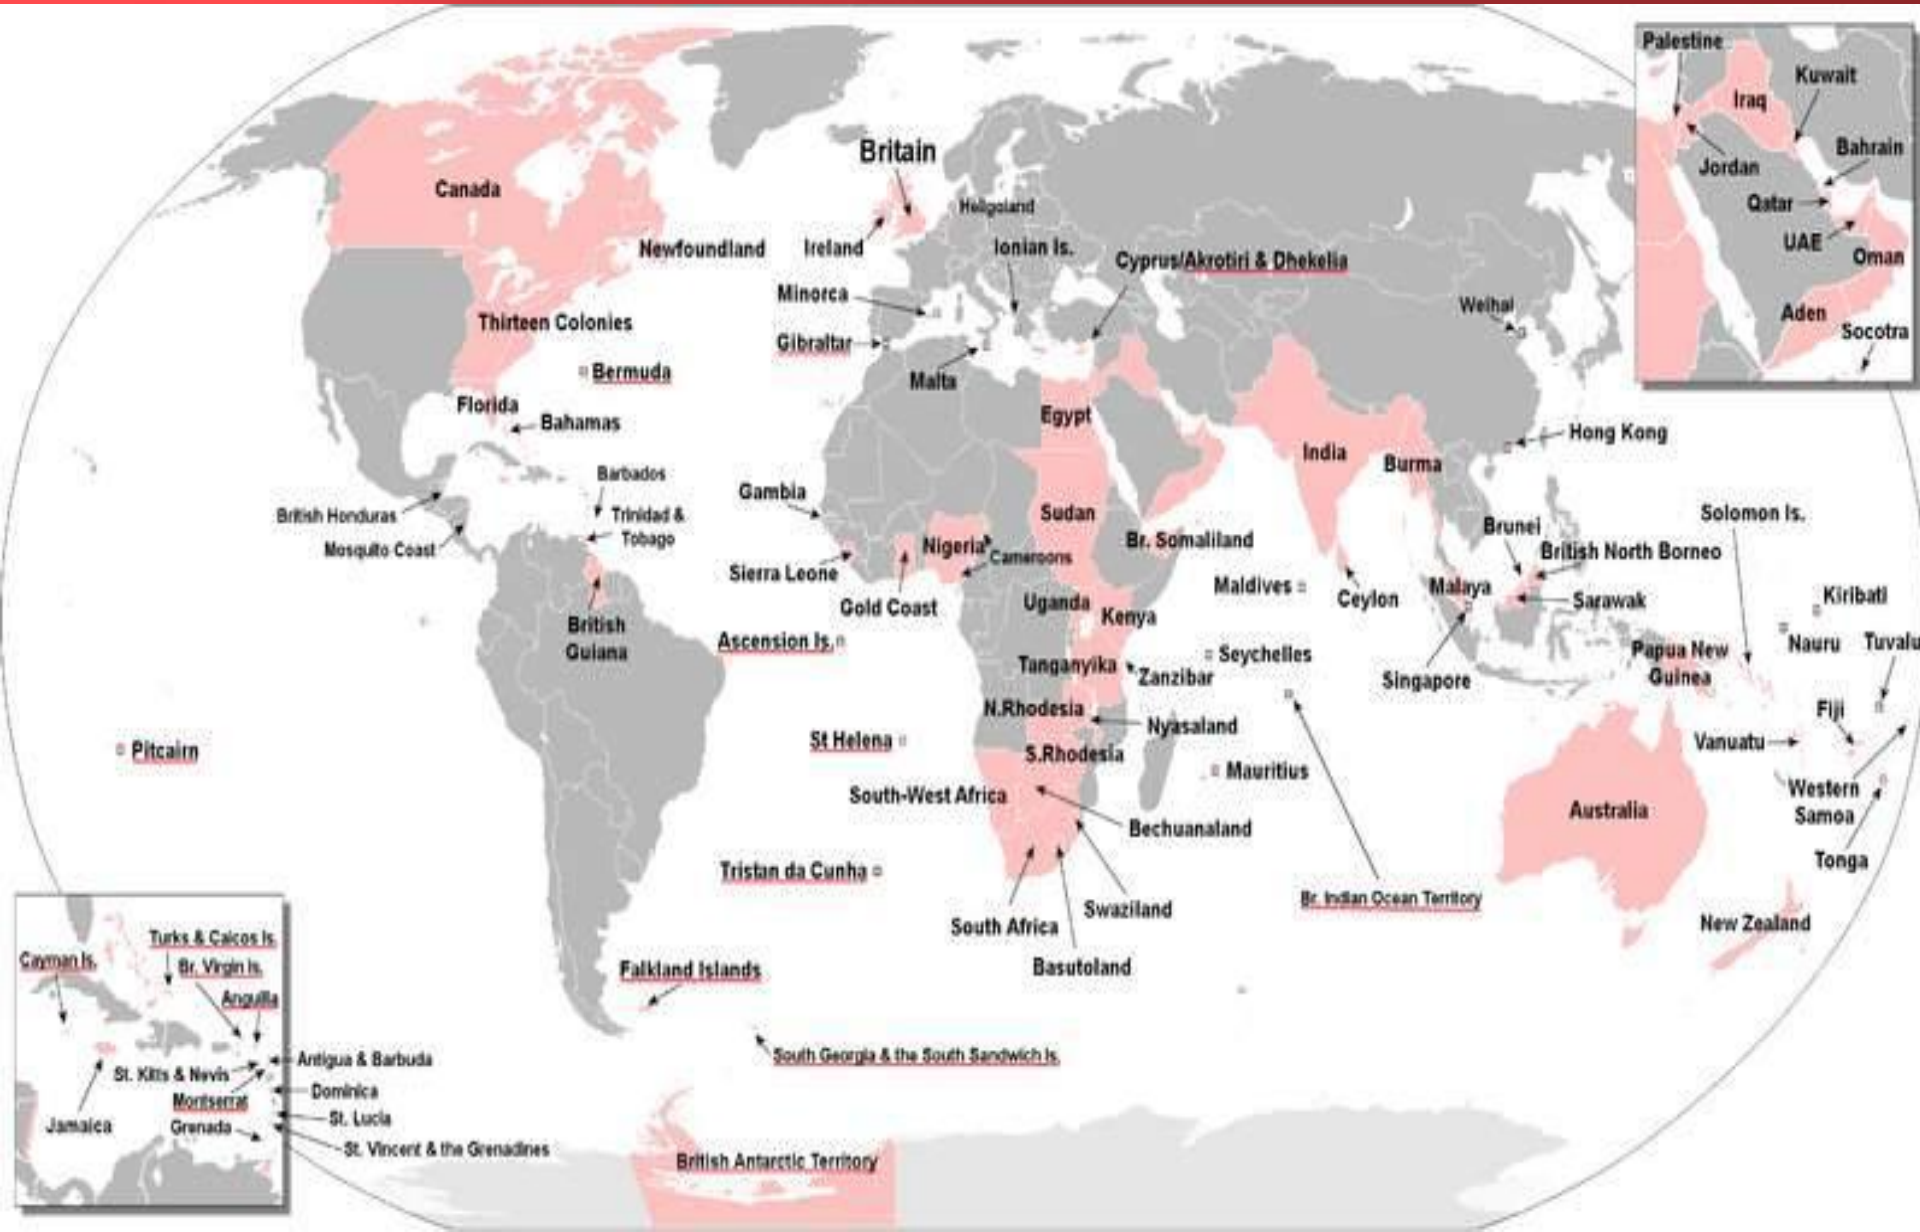 Palestine
Kuwait
Iraq
Bahrain
Jordan
Qatar
UAE
Oman
Aden
Socotra
Britain
Canada
Heligoland
Newfoundland
Ireland
Ionian Is.
Cyprus/Akrotiri & Dhekelia
Minorca
Weihai
Thirteen Colonies
Gibraltar
Bermuda
Malta
Florida
Bahamas
Egypt
Hong Kong
India
Burma
Barbados
Gambia
British Honduras
Trinidad &
Tobago
Sudan
Solomon Is.
Mosquito Coast
Nigeria
Cameroons
Br. Somaliland
Brunei
British North Borneo
Sierra Leone
Maldives
Ceylon
Malaya
Sarawak
Kiribati
Gold Coast
Uganda
Kenya
British
Guiana
Ascension Is.
Seychelles
Nauru
Tuvalu
Papua New
Guinea
Tanganyika
Zanzibar
Singapore
N.Rhodesia
Nyasaland
Fiji
Pitcairn
St Helena
S.Rhodesia
Vanuatu
Mauritius
South-West Africa
Western
Samoa
Australia
Bechuanaland
Tonga
Tristan da Cunha
Br. Indian Ocean Territory
Swaziland
South Africa
New Zealand
Basutoland
Falkland Islands
South Georgia & the South Sandwich Is.
Turks & Caicos Is.
Cayman Is.
Br. Virgin Is.
Anguilla
Antigua & Barbuda
St. Kitts & Nevis
Dominica
Montserrat
St. Lucia
Jamaica
Grenada
St. Vincent & the Grenadines
British Antarctic Territory